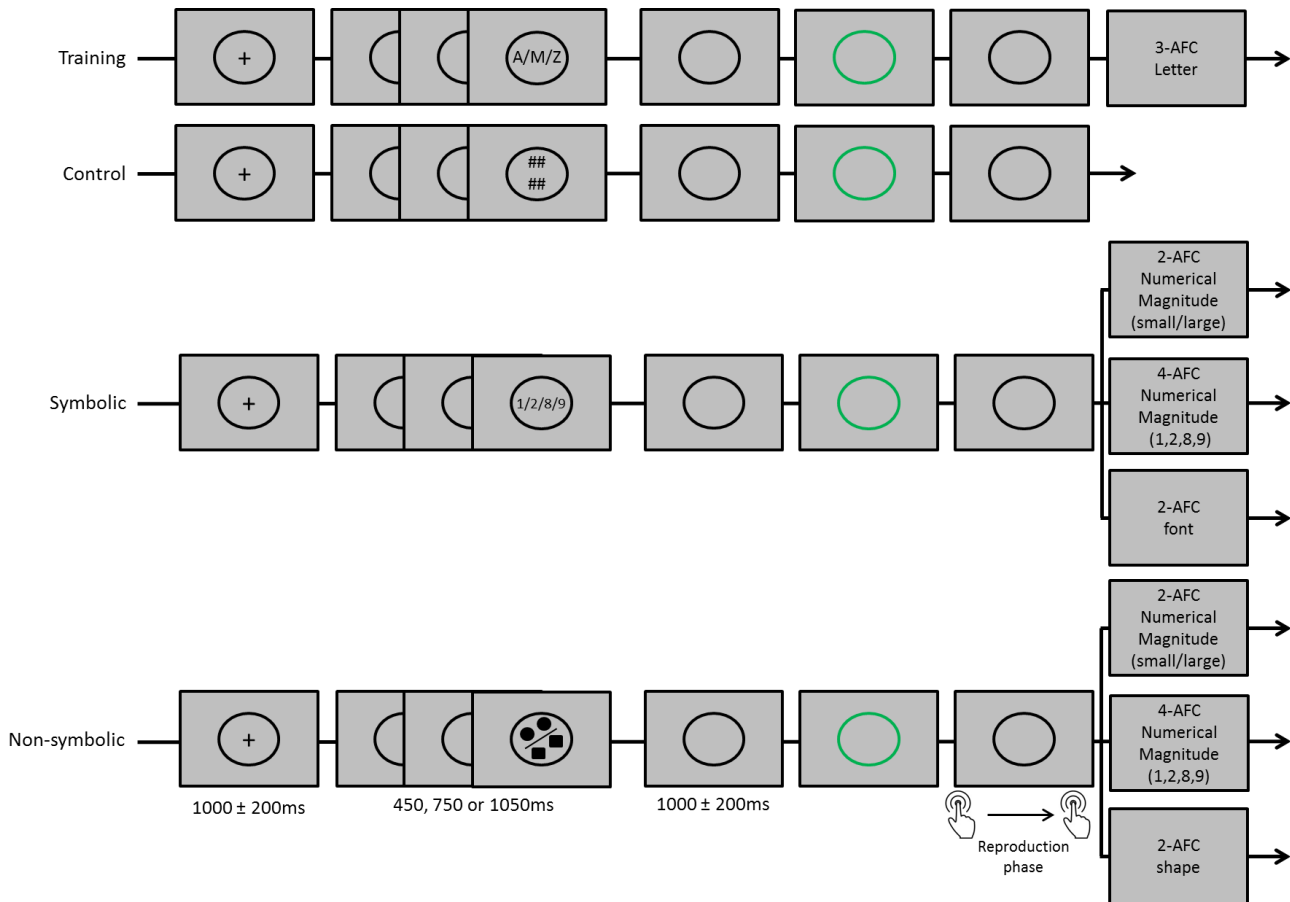 Training
+
A/M/Z
3-AFC
Letter
Control
+
##
##
2-AFC
Numerical
Magnitude
(small/large)
Symbolic
+
1/2/8/9
4-AFC
Numerical
Magnitude
(1,2,8,9)
2-AFC
font
2-AFC
Numerical
Magnitude
(small/large)
Non-symbolic
+
4-AFC
Numerical
Magnitude
(1,2,8,9)
1000 ± 200ms
450, 750 or 1050ms
1000 ± 200ms
Reproduction
phase
2-AFC
shape